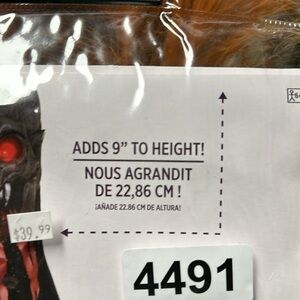 ADDS 9" TO HEIGHT!
NOUS AGRANDIT
DE 22,86 CM !
¡AÑADE 22.86 CM DE ALTURA!
$39.99
4491